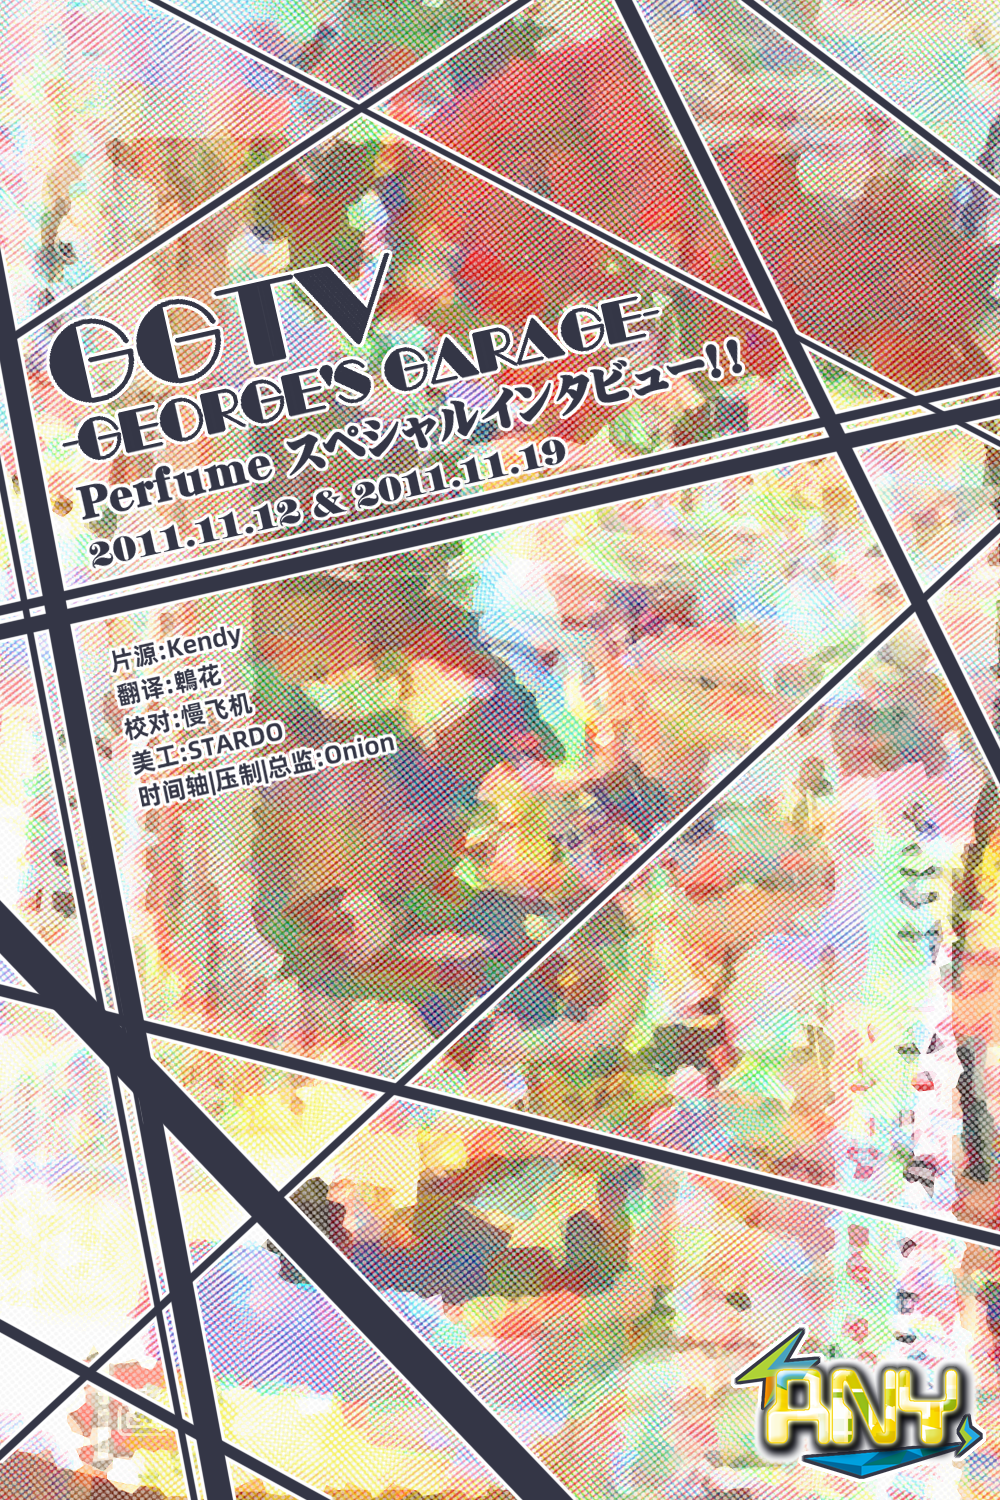 GGTV
-GEORGE'S GARAGE-
Perfume スペシャルインタビュー!!
2011.11.12 & 2011.11.19
片源:Kendy
翻译:鹎花
校对:慢飞机
美工:STARDO
时间轴|压制|总监:Onion
ANY